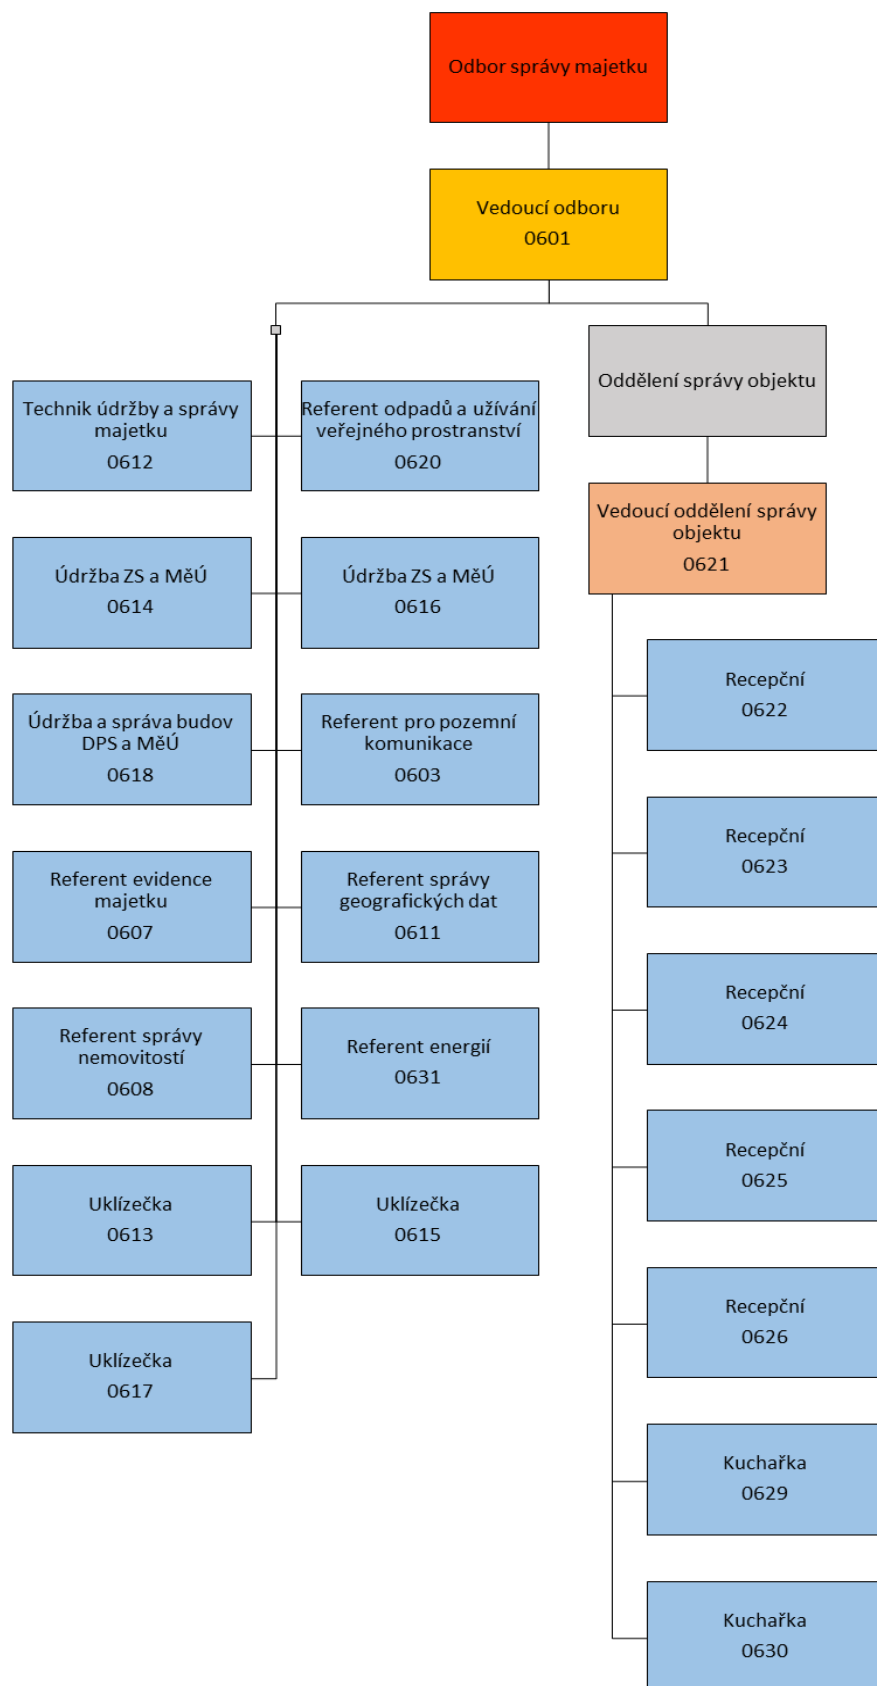 Odbor správy majetku
Vedoucí odboru
0601
Oddělení správy objektu
Technik údržby a správy
majetku
0612
Referent odpadů a užívání
veřejného prostranství
0620
Vedoucí oddělení správy
objektu
0621
Údržba ZS a MěÚ
0614
Údržba ZS a MěÚ
0616
Recepční
0622
Údržba a správa budov
DPS a MěÚ
0618
Referent pro pozemní
komunikace
0603
Recepční
0623
Referent evidence
majetku
0607
Referent správy
geografických dat
0611
Recepční
0624
Referent správy
nemovitostí
0608
Referent energií
0631
Recepční
0625
Uklízečka
0613
Uklízečka
0615
Recepční
0626
Uklízečka
0617
Kuchařka
0629
Kuchařka
0630